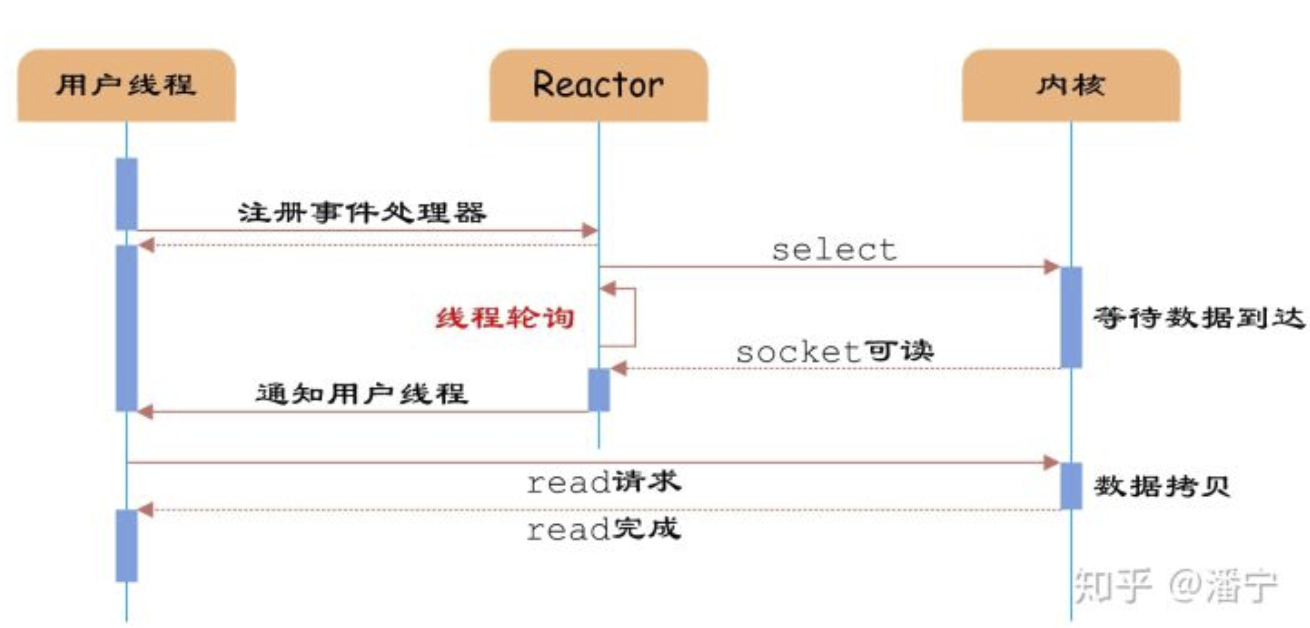 用户线程
Reactor
内核
注册事件处理器
select
线程轮询
等待数据到达
socket可读
通知用户线程
read请求
数据拷贝
read完成
知乎 @潘宁